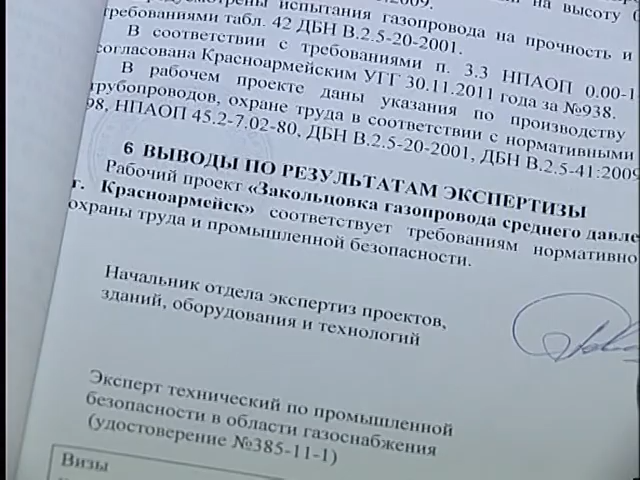 испытания газопровода на прочность и
требованиями табл. 42 ДБН В.2.5-20-2001.
В соответствии с требованиями п. 3.3 НПАОП 0.00-1
согласована Красноармейским УГГ 30.11.2011 года за №938.
В рабочем проекте даны указания по производству
трубопроводов, охране труда в соответствии с нормативными
98, НПАОП 45.2-7.02-80, ДБН В.2.5-20-2001, ДБН В.2.5-41:2009
6 ВЫВОДЫ ПО РЕЗУЛЬТАТАМ ЭКСПЕРТИЗЫ
Рабочий проект «Закольцовка газопровода среднего давле
г. Красноармейск» соответствует требованиям нормативно
охраны труда и промышленной безопасности.
Начальник отдела экспертиз проектов,
зданий, оборудования и технологий
Эксперт технический по промышленной
безопасности в области газоснабжения
(удостоверение №385-11-1)
Визы